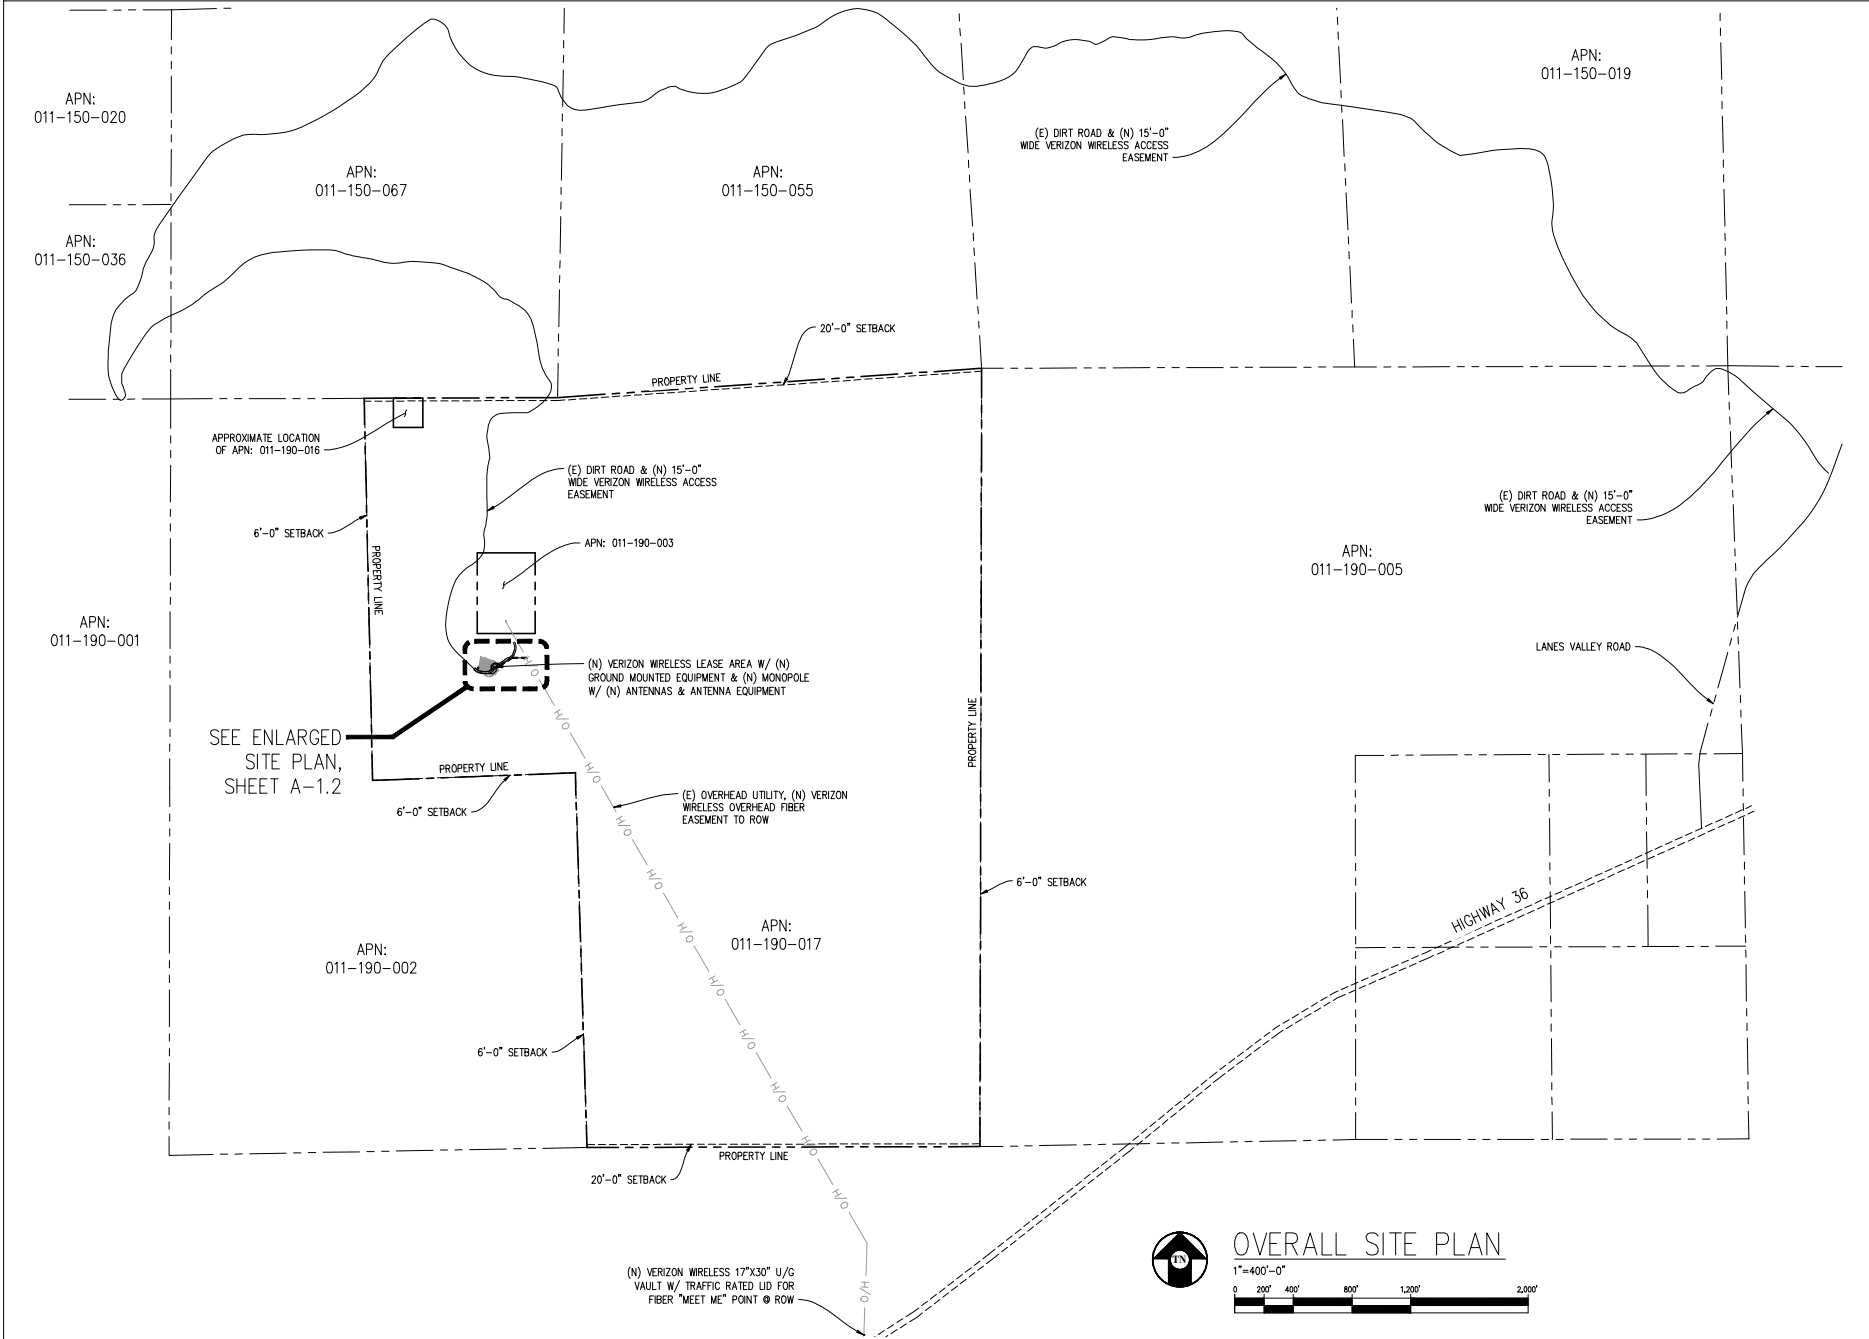 APN:
011-150-020
APN:
011-150-036
APN:
011-150-067
APN:
011-150-055
(E) DIRT ROAD & (N) 15'-0"
WIDE VERIZON WIRELESS ACCESS
EASEMENT
APN:
011-150-019
20'-0" SETBACK
PROPERTY LINE
APPROXIMATE LOCATION
OF APN: 011-190-016
(E) DIRT ROAD & (N) 15'-0"
WIDE VERIZON WIRELESS ACCESS
EASEMENT
6'-0" SETBACK
PROPERTY LINE
APN: 011-190-003
(E) DIRT ROAD & (N) 15'-0"
WIDE VERIZON WIRELESS ACCESS
EASEMENT
APN:
011-190-005
APN:
011-190-001
LANES VALLEY ROAD
(N) VERIZON WIRELESS LEASE AREA W/ (N)
GROUND MOUNTED EQUIPMENT & (N) MONOPOLE
W/ (N) ANTENNAS & ANTENNA EQUIPMENT
SEE ENLARGED
SITE PLAN,
SHEET A-1.2
PROPERTY LINE
6'-0" SETBACK
PROPERTY LINE
(E) OVERHEAD UTILITY, (N) VERIZON
WIRELESS OVERHEAD FIBER
EASEMENT TO ROW
H/O
H/O
H/O
H/O
H/O
H/O
H/O
H/O
H/O
H/O
H/O
H/O
6'-0" SETBACK
HIGHWAY 36
APN:
011-190-017
APN:
011-190-002
6'-0" SETBACK
PROPERTY LINE
20'-0" SETBACK
(N) VERIZON WIRELESS 17"X30" U/G
VAULT W/ TRAFFIC RATED LID FOR
FIBER "MEET ME" POINT @ ROW
TN
OVERALL SITE PLAN
1"=400'-0"
0 200' 400' 800' 1,200' 2,000'